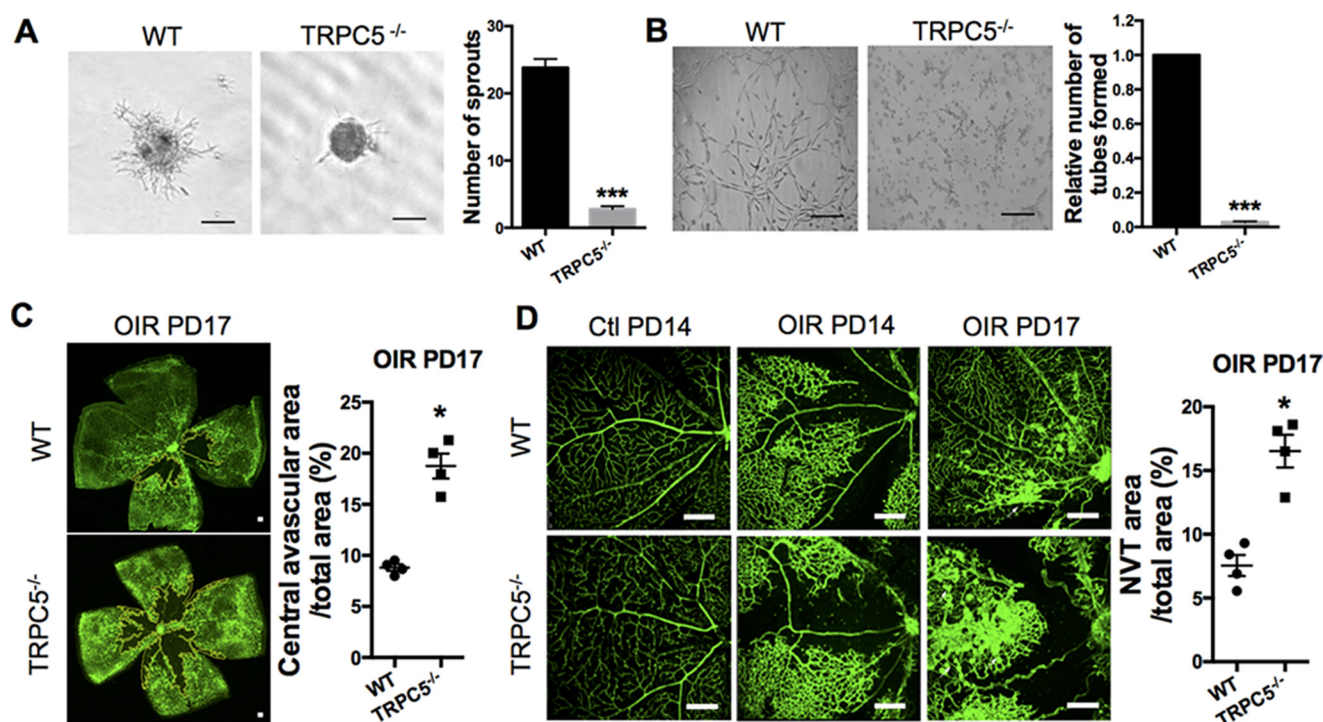 A
WT
TRPC5 -/-
Number of sprouts
30
20
10
0
***
WT
TRPC5-/-
B
WT
TRPC5-/-
Relative number of
tubes formed
1.2
1.0
0.8
0.6
0.4
0.2
0.0
***
WT
TRPC5-/-
C
OIR PD17
WT
TRPC5-/-
OIR PD17
Central avascular area
/total area (%)
25
20
15
10
5
0
*
WT
TRPC5-/-
D
Ctl PD14
OIR PD14
OIR PD17
WT
TRPC5-/-
OIR PD17
NVT area
/total area (%)
20
15
10
5
0
*
WT
TRPC5-/-